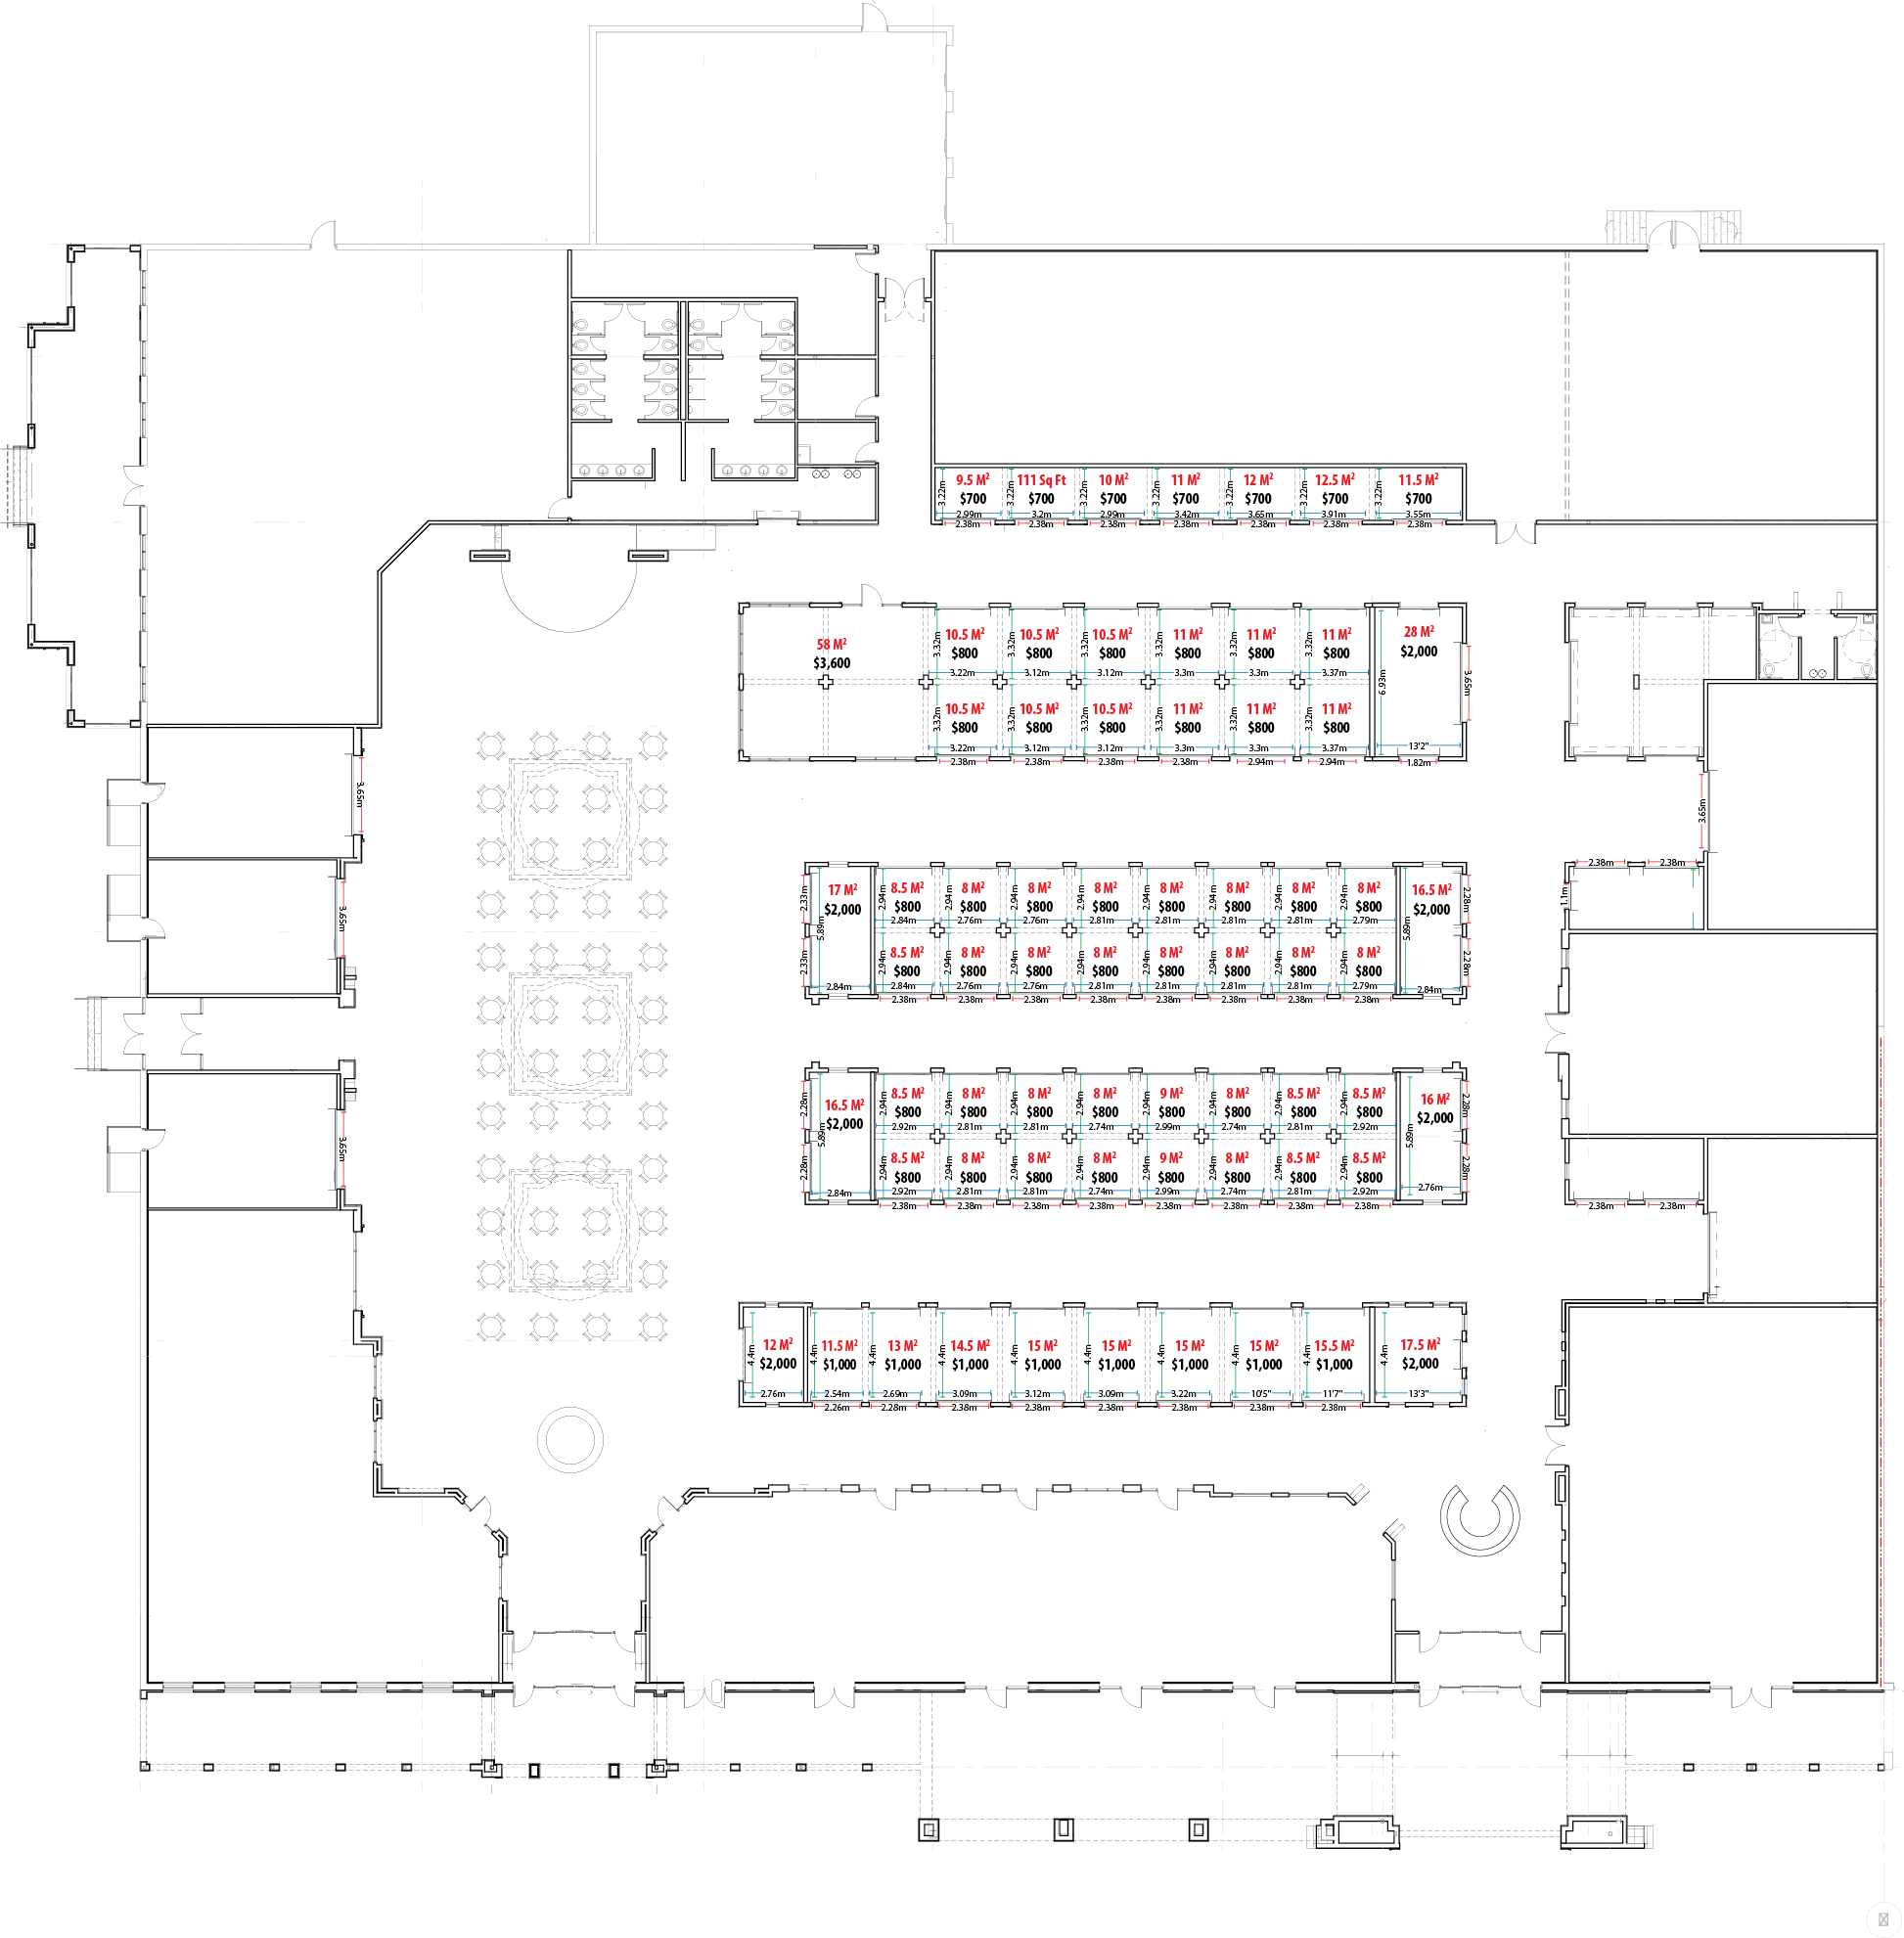 9.5 M² 111 Sq Ft 10 M² 11 M² 12 M² 12.5 M² 11.5 M²
$700 $700 $700 $700 $700 $700 $700
3.22m 3.22m 3.22m 3.22m 3.22m 3.22m 3.22m
2.99m 3.2m 2.99m 3.42m 3.65m 3.91m 3.55m
2.38m 2.38m 2.38m 2.38m 2.38m 2.38m 2.38m
58 M² 10.5 M² 10.5 M² 10.5 M² 11 M² 11 M² 11 M² 28 M²
$3,600 $800 $800 $800 $800 $800 $800 $2,000
3.32m 3.32m 3.32m 3.32m 3.32m 3.32m 6.93m 3.65m
3.22m 3.12m 3.12m 3.3m 3.3m 3.37m
10.5 M² 10.5 M² 10.5 M² 11 M² 11 M² 11 M²
$800 $800 $800 $800 $800 $800
3.32m 3.32m 3.32m 3.32m 3.32m 3.32m
3.22m 3.12m 3.12m 3.3m 3.3m 3.37m 13'2"
2.38m 2.38m 2.38m 2.38m 2.94m 2.94m 1.82m
3.65m
3.65m
3.65m
2.38m 2.38m
1.1m
3.65m
17 M² 8.5 M² 8 M² 8 M² 8 M² 8 M² 8 M² 8 M² 8 M² 16.5 M²
$2,000 $800 $800 $800 $800 $800 $800 $800 $800 $2,000
2.33m 5.89m 2.94m 2.94m 2.94m 2.94m 2.94m 2.94m 2.94m 2.94m 5.89m 2.28m
2.84m 2.76m 2.76m 2.81m 2.81m 2.81m 2.81m 2.79m
8.5 M² 8 M² 8 M² 8 M² 8 M² 8 M² 8 M² 8 M²
$800 $800 $800 $800 $800 $800 $800 $800
2.33m 2.94m 2.94m 2.94m 2.94m 2.94m 2.94m 2.94m 2.94m 2.28m
2.84m 2.84m 2.76m 2.76m 2.81m 2.81m 2.81m 2.81m 2.79m 2.84m
2.38m 2.38m 2.38m 2.38m 2.38m 2.38m 2.38m 2.38m
16.5 M² 8.5 M² 8 M² 8 M² 8 M² 9 M² 8 M² 8.5 M² 8.5 M² 16 M²
$2,000 $800 $800 $800 $800 $800 $800 $800 $800 $2,000
2.28m 5.89m 2.94m 2.94m 2.94m 2.94m 2.94m 2.94m 2.94m 2.94m 5.89m 2.28m
2.92m 2.81m 2.81m 2.74m 2.99m 2.74m 2.81m 2.92m
8.5 M² 8 M² 8 M² 8 M² 9 M² 8 M² 8.5 M² 8.5 M²
$800 $800 $800 $800 $800 $800 $800 $800
2.28m 2.94m 2.94m 2.94m 2.94m 2.94m 2.94m 2.94m 2.94m 2.28m
2.84m 2.92m 2.81m 2.81m 2.74m 2.99m 2.74m 2.81m 2.92m 2.76m
2.38m 2.38m 2.38m 2.38m 2.38m 2.38m 2.38m 2.38m
2.38m 2.38m
12 M² 11.5 M² 13 M² 14.5 M² 15 M² 15 M² 15 M² 15 M² 15.5 M² 17.5 M²
$2,000 $1,000 $1,000 $1,000 $1,000 $1,000 $1,000 $1,000 $1,000 $2,000
4.4m 4.4m 4.4m 4.4m 4.4m 4.4m 4.4m 4.4m 4.4m 4.4m
2.76m 2.54m 2.69m 3.09m 3.12m 3.09m 3.22m 10'5" 11'7" 13'3"
2.26m 2.28m 2.38m 2.38m 2.38m 2.38m 2.38m 2.38m